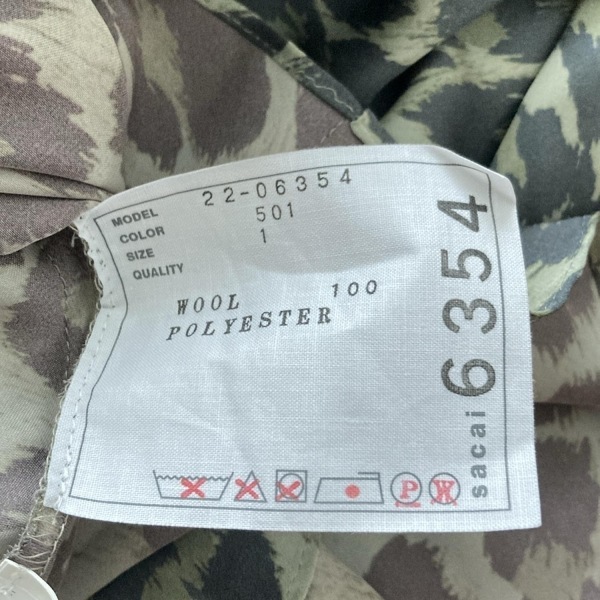 MODEL 22-06354
COLOR 501
SIZE 1
QUALITY
WOOL 100
POLYESTER
P W
sacai 6354